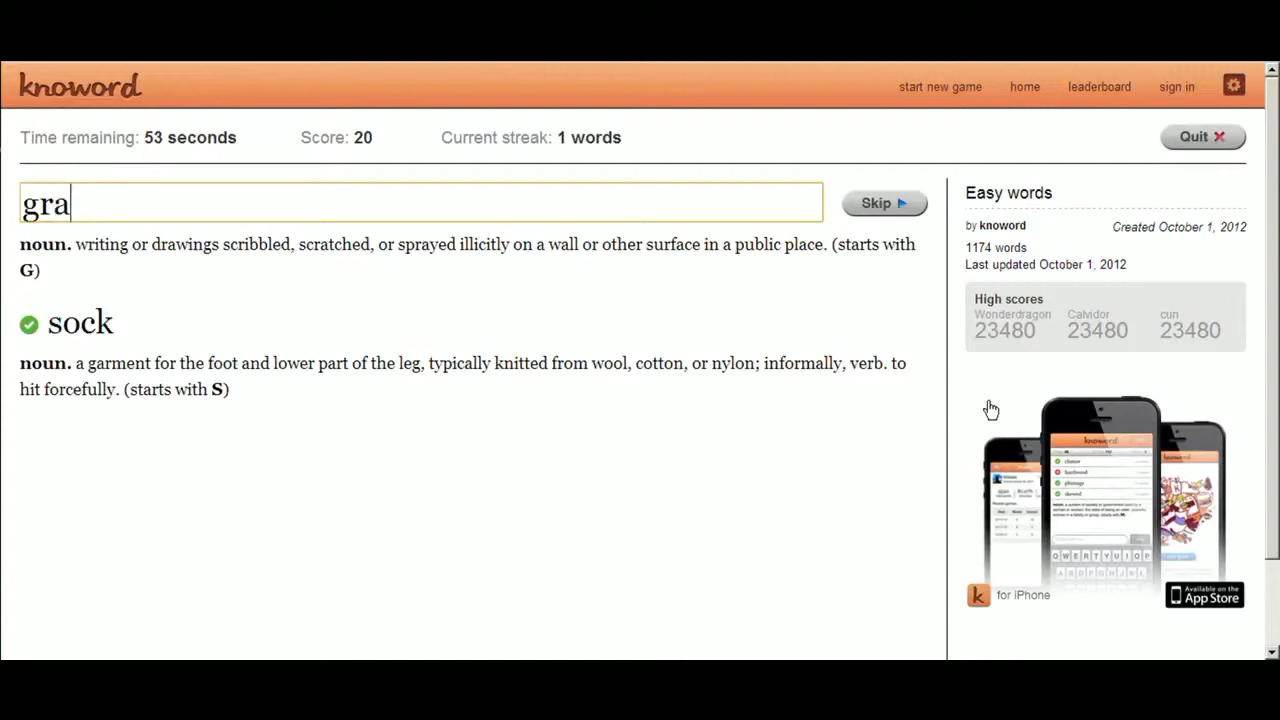 knoword
start new game home leaderboard sign in
Time remaining: 53 seconds Score: 20 Current streak: 1 words Quit
gra Skip
noun. writing or drawings scribbled, scratched, or sprayed illicitly on a wall or other surface in a public place. (starts with
G)
sock
noun. a garment for the foot and lower part of the leg, typically knitted from wool, cotton, or nylon; informally, verb. to
hit forcefully. (starts with S)
Easy words
by knoword Created October 1, 2012
1174 words
Last updated October 1, 2012
High scores
Wonderdragon Calvidor cun
23480 23480 23480
knoword
QWERTYUIOP
ASDFGHJKL
k for iPhone
Available on the
App Store